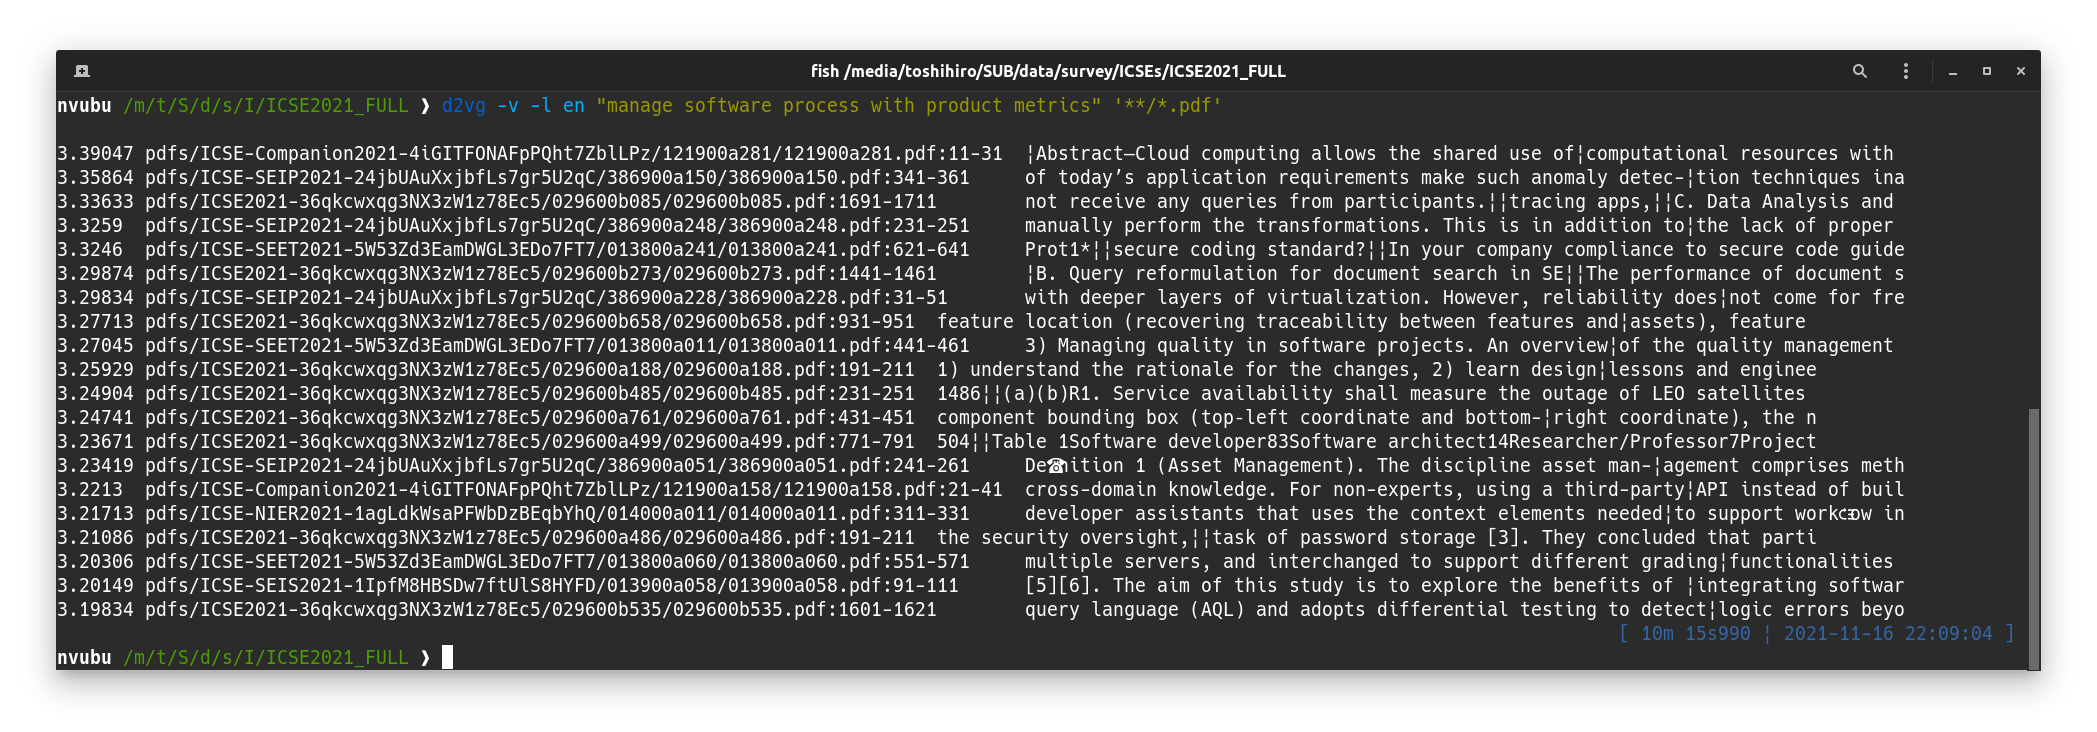 fish /media/toshihiro/SUB/data/survey/ICSEs/ICSE2021_FULL
nvubu /m/t/S/d/s/I/ICSE2021_FULL ❯ d2vg -v -l en "manage software process with product metrics" '**/*.pdf'
3.39047 pdfs/ICSE-Companion2021-4iGITFONAFpPQht7ZblLPz/121900a281/121900a281.pdf:11-31 ¦Abstract—Cloud computing allows the shared use of¦computational resources with
3.35864 pdfs/ICSE-SEIP2021-24jbUAuXxjbfLs7gr5U2qC/386900a150/386900a150.pdf:341-361 of today’s application requirements make such anomaly detec-¦tion techniques ina
3.33633 pdfs/ICSE2021-36qkcwxqg3NX3zW1z78Ec5/029600b085/029600b085.pdf:1691-1711 not receive any queries from participants.¦¦tracing apps,¦¦C. Data Analysis and
3.3259 pdfs/ICSE-SEIP2021-24jbUAuXxjbfLs7gr5U2qC/386900a248/386900a248.pdf:231-251 manually perform the transformations. This is in addition to¦the lack of proper
3.3246 pdfs/ICSE-SEET2021-5W53Zd3EamDWGL3EDo7FT7/013800a241/013800a241.pdf:621-641 Prot1*¦¦secure coding standard?¦¦In your company compliance to secure code guide
3.29874 pdfs/ICSE2021-36qkcwxqg3NX3zW1z78Ec5/029600b273/029600b273.pdf:1441-1461 ¦B. Query reformulation for document search in SE¦¦The performance of document s
3.29834 pdfs/ICSE-SEIP2021-24jbUAuXxjbfLs7gr5U2qC/386900a228/386900a228.pdf:31-51 with deeper layers of virtualization. However, reliability does¦not come for fre
3.27713 pdfs/ICSE2021-36qkcwxqg3NX3zW1z78Ec5/029600b658/029600b658.pdf:931-951 feature location (recovering traceability between features and¦assets), feature
3.27045 pdfs/ICSE-SEET2021-5W53Zd3EamDWGL3EDo7FT7/013800a011/013800a011.pdf:441-461 3) Managing quality in software projects. An overview¦of the quality management
3.25929 pdfs/ICSE2021-36qkcwxqg3NX3zW1z78Ec5/029600a188/029600a188.pdf:191-211 1) understand the rationale for the changes, 2) learn design¦lessons and enginee
3.24904 pdfs/ICSE2021-36qkcwxqg3NX3zW1z78Ec5/029600b485/029600b485.pdf:231-251 1486¦¦(a)(b)R1. Service availability shall measure the outage of LEO satellites
3.24741 pdfs/ICSE2021-36qkcwxqg3NX3zW1z78Ec5/029600a761/029600a761.pdf:431-451 component bounding box (top-left coordinate and bottom-¦right coordinate), the n
3.23671 pdfs/ICSE2021-36qkcwxqg3NX3zW1z78Ec5/029600a499/029600a499.pdf:771-791 504¦¦Table 1Software developer83Software architect14Researcher/Professor7Project
3.23419 pdfs/ICSE-SEIP2021-24jbUAuXxjbfLs7gr5U2qC/386900a051/386900a051.pdf:241-261 De☎nition 1 (Asset Management). The discipline asset man-¦agement comprises meth
3.2213 pdfs/ICSE-Companion2021-4iGITFONAFpPQht7ZblLPz/121900a158/121900a158.pdf:21-41 cross-domain knowledge. For non-experts, using a third-party¦API instead of buil
3.21713 pdfs/ICSE-NIER2021-1agLdkWsaPFWbDzBEqbYhQ/014000a011/014000a011.pdf:311-331 developer assistants that uses the context elements needed¦to support in
3.21086 pdfs/ICSE2021-36qkcwxqg3NX3zW1z78Ec5/029600a486/029600a486.pdf:191-211 the security oversight,¦¦task of password storage [3]. They concluded that parti
3.20306 pdfs/ICSE-SEET2021-5W53Zd3EamDWGL3EDo7FT7/013800a060/013800a060.pdf:551-571 multiple servers, and interchanged to support different grading¦functionalities
3.20149 pdfs/ICSE-SEIS2021-1IpfM8HBSDw7ftUlS8HYFD/013900a058/013900a058.pdf:91-111 [5][6]. The aim of this study is to explore the benefits of ¦integrating softwar
3.19834 pdfs/ICSE2021-36qkcwxqg3NX3zW1z78Ec5/029600b535/029600b535.pdf:1601-1621 query language (AQL) and adopts differential testing to detect¦logic errors beyo
[ 10m 15s990 ¦ 2021-11-16 22:09:04 ]
nvubu /m/t/S/d/s/I/ICSE2021_FULL ❯